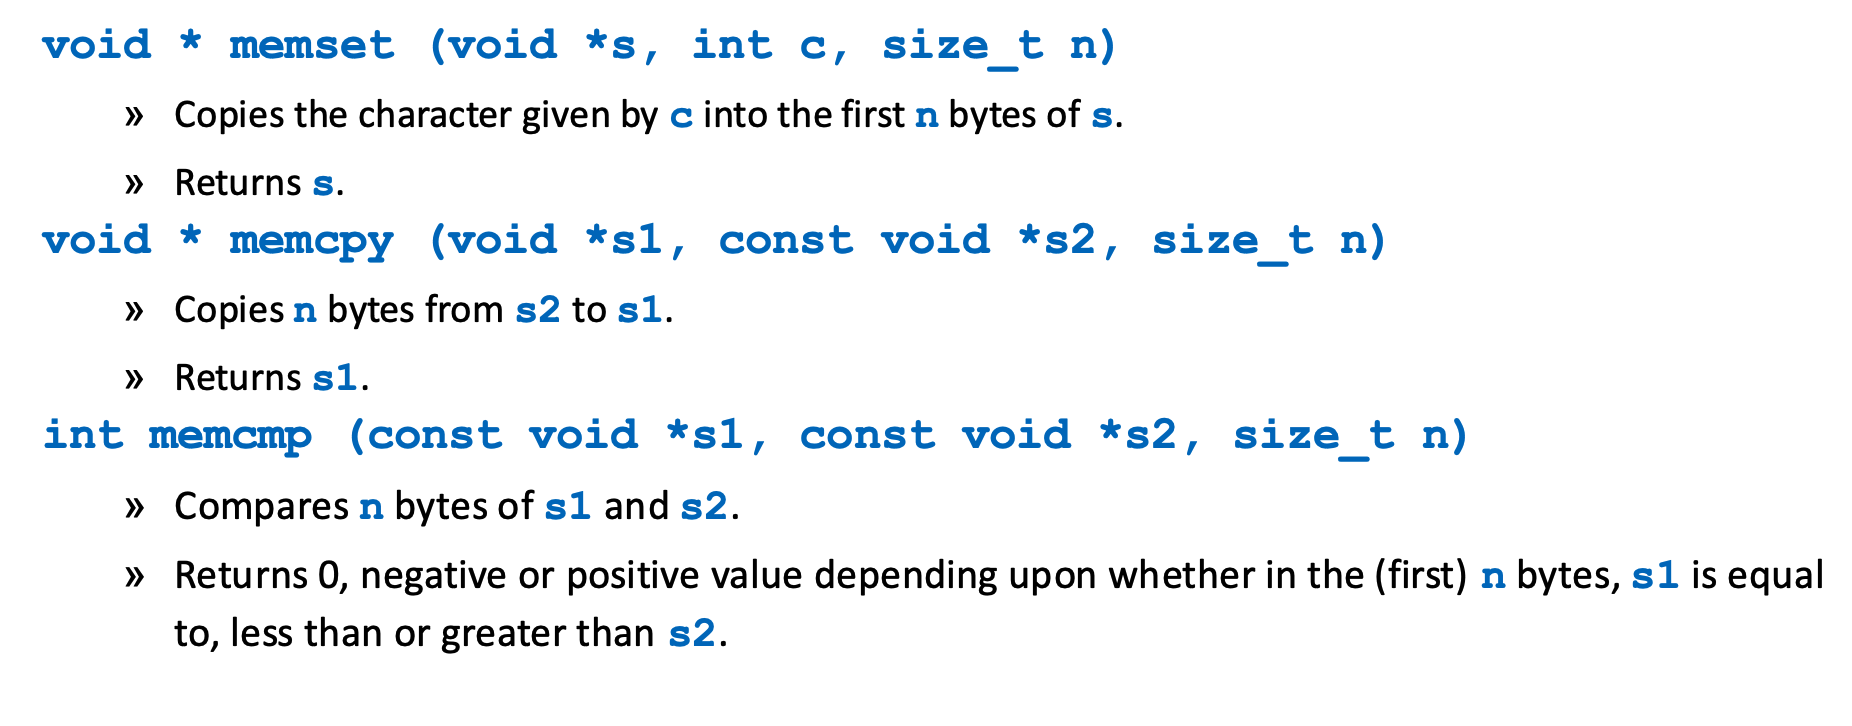 void * memset (void *s, int c, size_t n)
» Copies the character given by c into the first n bytes of s.
» Returns s.
void * memcpy (void *s1, const void *s2, size_t n)
» Copies n bytes from s2 to s1.
» Returns s1.
int memcmp (const void *s1, const void *s2, size_t n)
» Compares n bytes of s1 and s2.
» Returns 0, negative or positive value depending upon whether in the (first) n bytes, s1 is equal
to, less than or greater than s2.